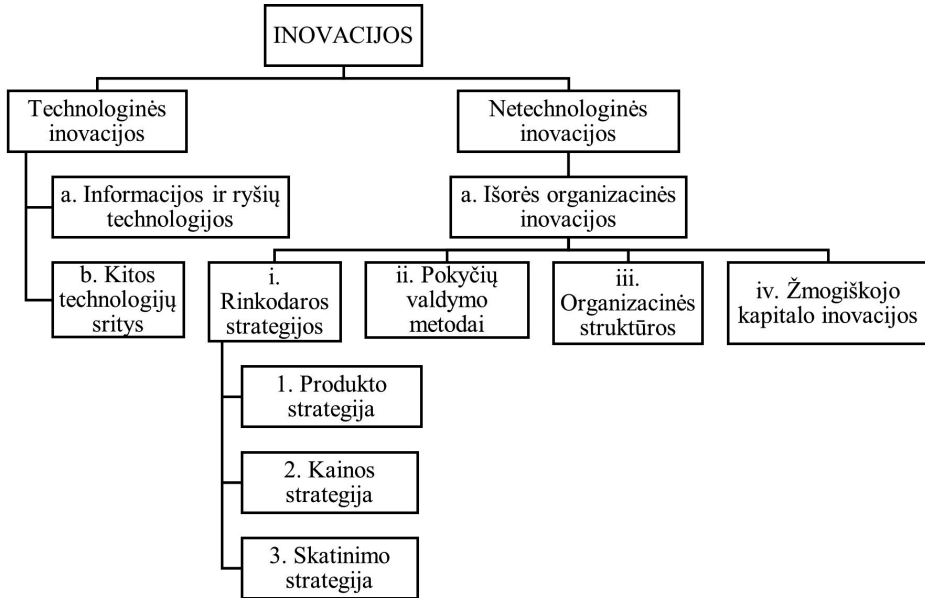 INOVACIJOS
Technologinės
inovacijos
Netechnologinės
inovacijos
a. Informacijos ir ryšių
technologijos
a. Išorės organizacinės
inovacijos
b. Kitos
technologijų
sritys
i.
Rinkodaros
strategijos
ii. Pokyčių
valdymo
metodai
iii.
Organizacinės
struktūros
iv. Žmogiškojo
kapitalo inovacijos
1. Produkto
strategija
2. Kainos
strategija
3. Skatinimo
strategija